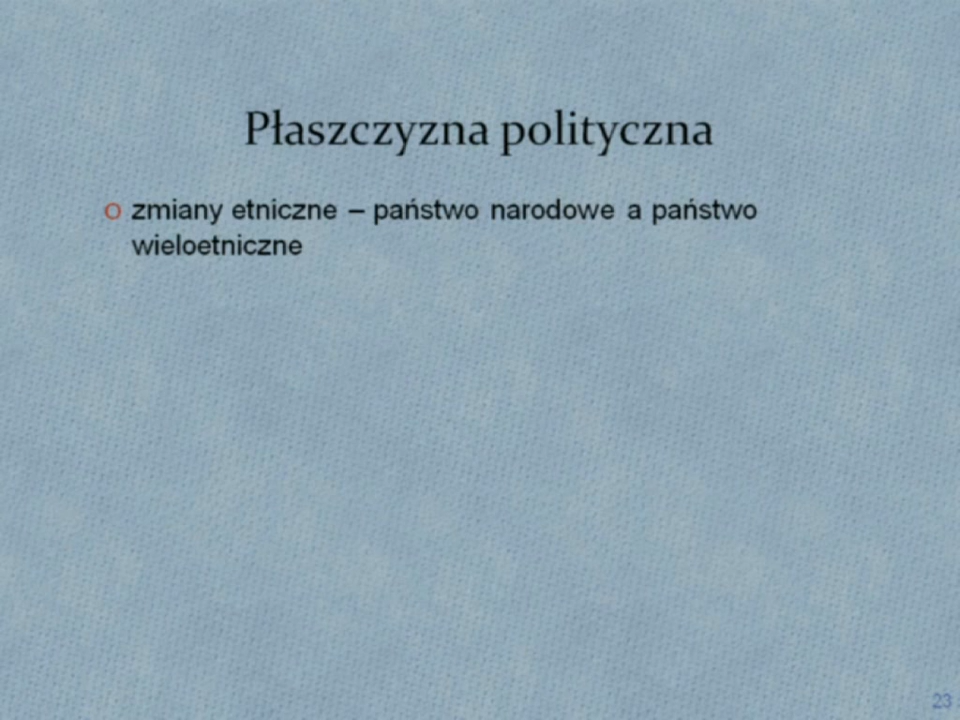 Płaszczyzna polityczna
zmiany etniczne – państwo narodowe a państwo
wieloetniczne
23